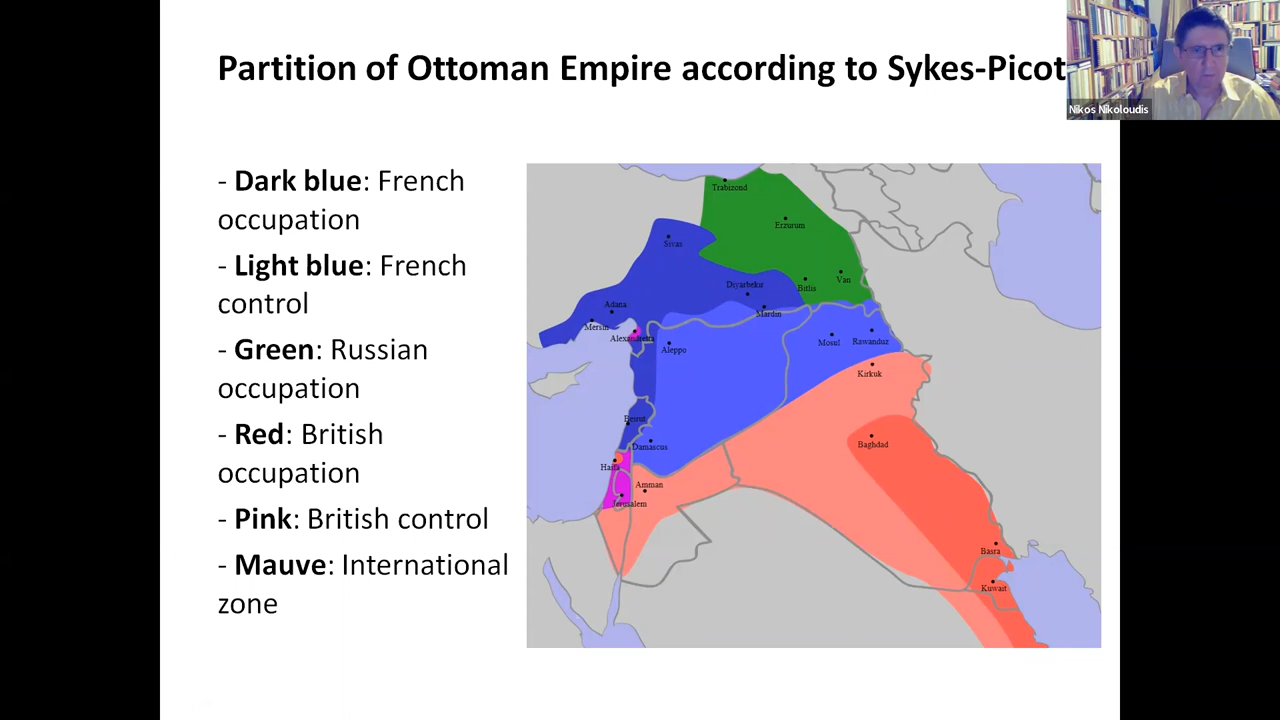 Partition of Ottoman Empire according to Sykes-Picot
Nikos Nikoloudis
- Dark blue: French
occupation
- Light blue: French
control
- Green: Russian
occupation
- Red: British
occupation
- Pink: British control
- Mauve: International
zone
Trabizond
Erzurum
Sivas
Van
Bitlis
Diyarbekir
Mardin
Adana
Mersin
Alexandretta
Aleppo
Mosul
Rawanduz
Kirkuk
Beirut
Damascus
Baghdad
Haifa
Amman
Jerusalem
Basra
Kuwait